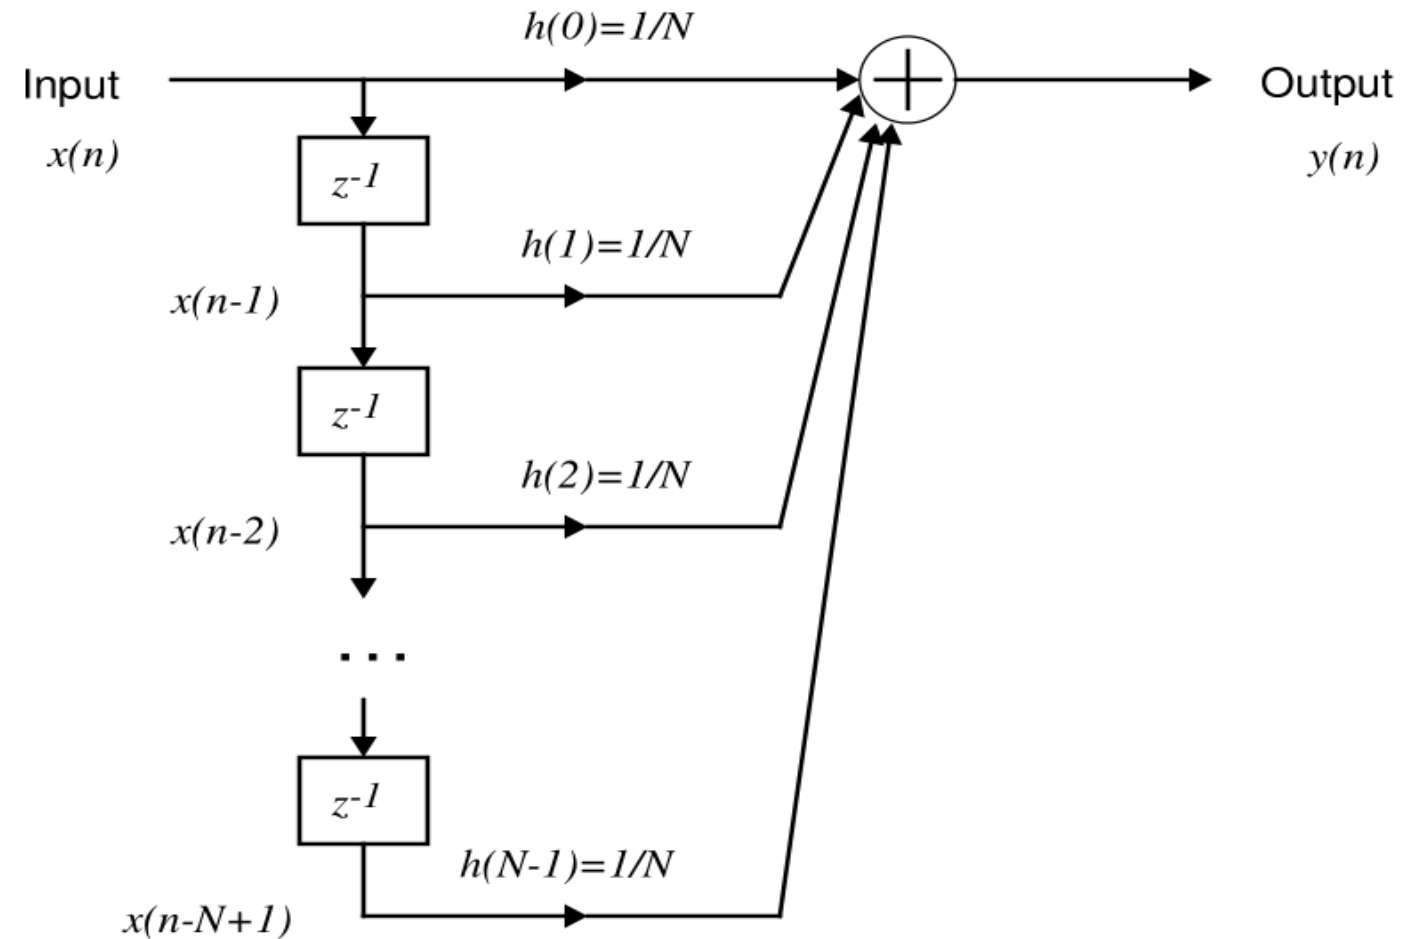 h(0)=1/N
Input
Output
x(n)
y(n)
z-1
h(1)=1/N
x(n-1)
z-1
h(2)=1/N
x(n-2)
...
z-1
h(N-1)=1/N
x(n-N+1)